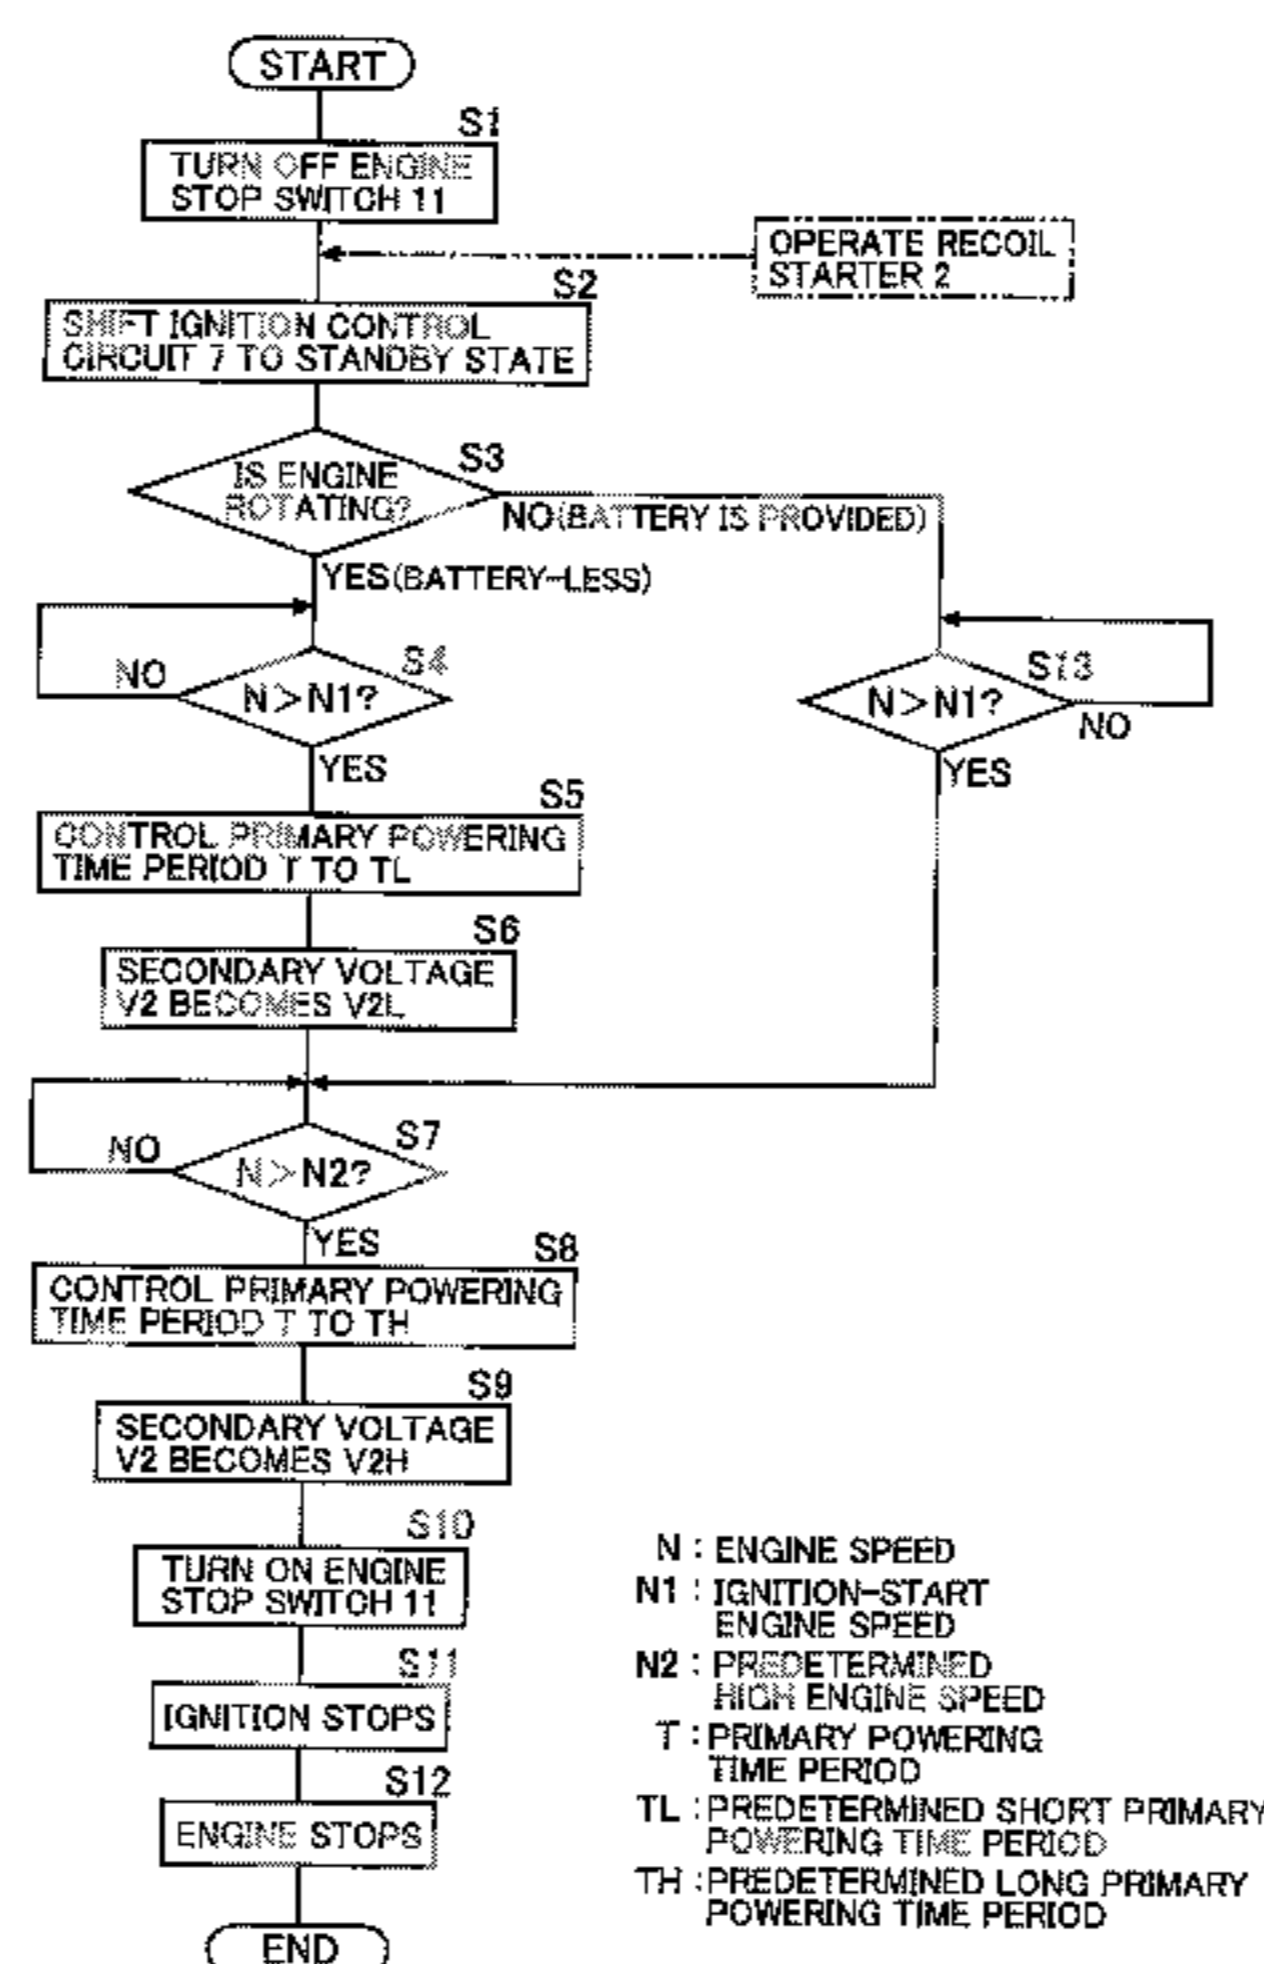 START
S1
TURN OFF ENGINE
STOP SWITCH 11
OPERATE RECOIL
STARTER 2
S2
SHIFT IGNITION CONTROL
CIRCUIT 7 TO STANDBY STATE
S3
IS ENGINE
ROTATING?
NO(BATTERY IS PROVIDED)
YES(BATTERY-LESS)
S4
NO
N>N1?
YES
S13
N>N1?
NO
YES
S5
CONTROL PRIMARY POWERING
TIME PERIOD T TO TL
S6
SECONDARY VOLTAGE
V2 BECOMES V2L
S7
NO
N>N2?
YES
S8
CONTROL PRIMARY POWERING
TIME PERIOD T TO TH
S9
SECONDARY VOLTAGE
V2 BECOMES V2H
S10
TURN ON ENGINE
STOP SWITCH 11
S11
IGNITION STOPS
S12
ENGINE STOPS
END
N : ENGINE SPEED
N1 : IGNITION-START
ENGINE SPEED
N2 : PREDETERMINED
HIGH ENGINE SPEED
T : PRIMARY POWERING
TIME PERIOD
TL : PREDETERMINED SHORT PRIMARY
POWERING TIME PERIOD
TH : PREDETERMINED LONG PRIMARY
POWERING TIME PERIOD